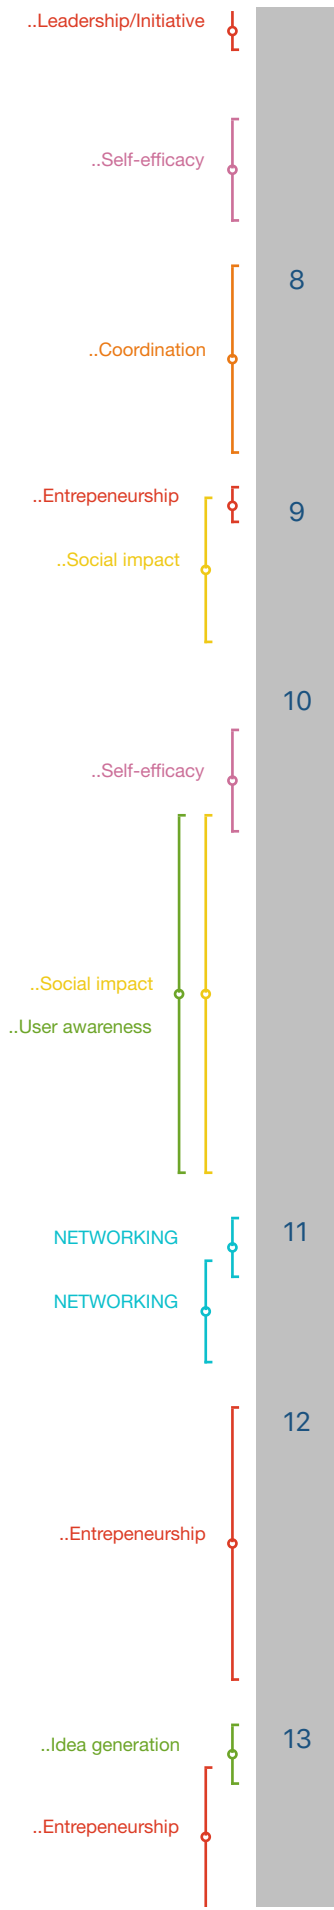 ..Leadership/Initiative
..Self-efficacy
8
..Coordination
..Entrepeneurship
9
..Social impact
10
..Self-efficacy
..Social impact
..User awareness
11
NETWORKING
NETWORKING
12
..Entrepeneurship
13
..Idea generation
..Entrepeneurship